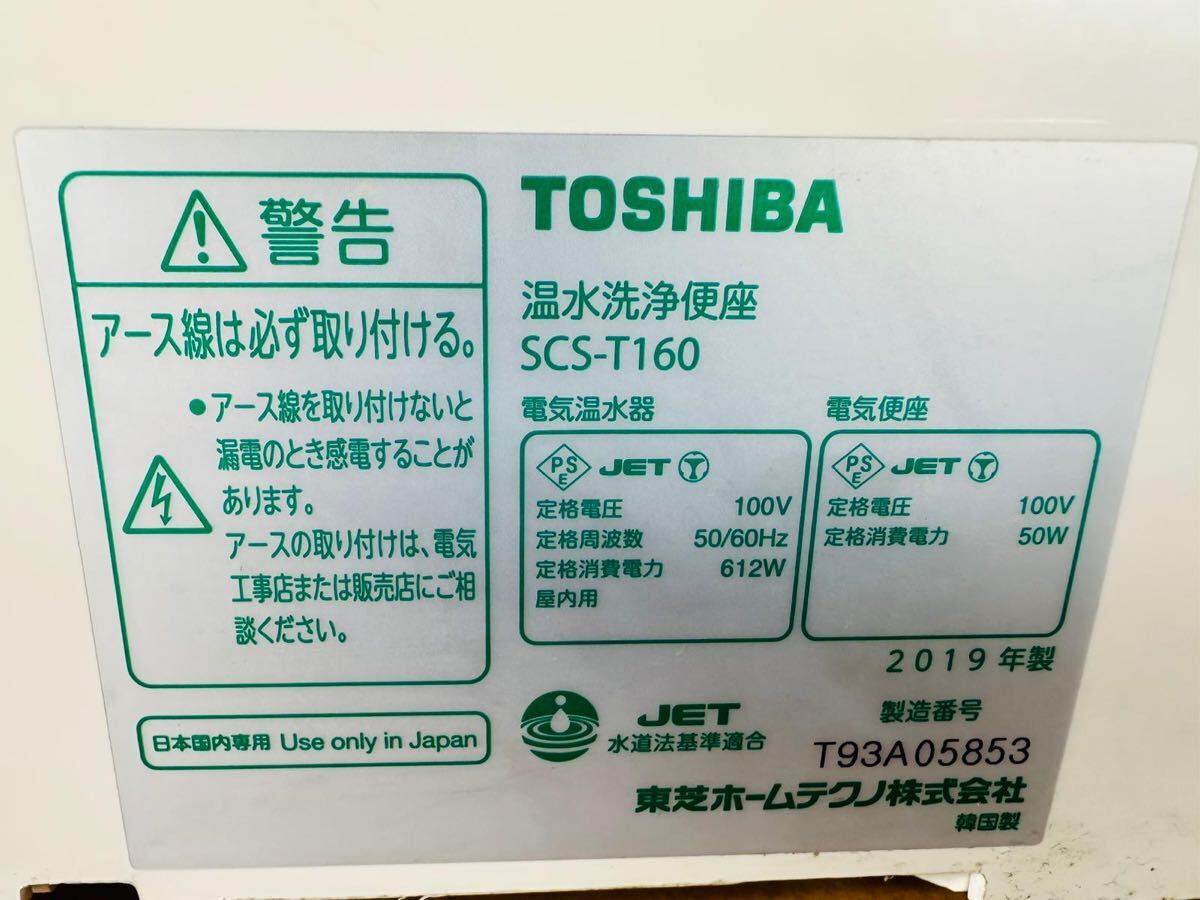 警告
アース線は必ず取り付ける。
●アース線を取り付けないと
漏電のとき感電することが
あります。
アースの取り付けは、電気
工事店または販売店にご相
談ください。
日本国内専用 Use only in Japan
TOSHIBA
温水洗浄便座
SCS-T160
電気温水器
PSE JET
定格電圧 100V
定格周波数 50/60Hz
定格消費電力 612W
屋内用
電気便座
PSE JET
定格電圧 100V
定格消費電力 50W
2019年製
JET
水道法基準適合
製造番号
T93A05853
東芝ホームテクノ株式会社
韓国製